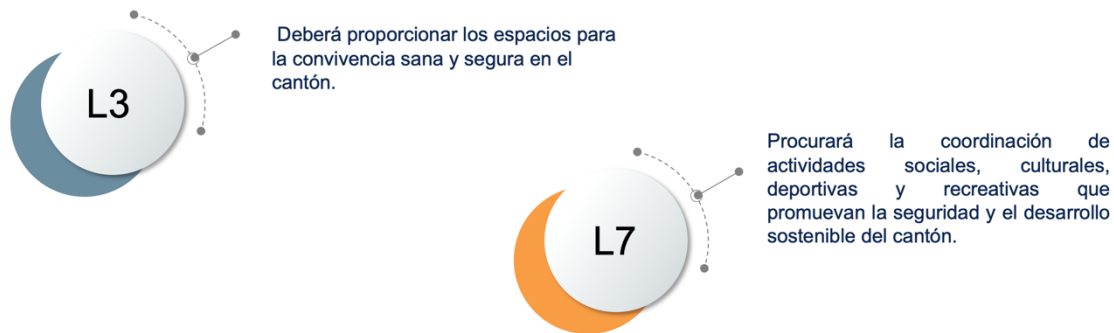 Deberá proporcionar los espacios para
la convivencia sana y segura en el
cantón.
L3
Procurará la coordinación de
actividades sociales, culturales,
deportivas y recreativas que
promuevan la seguridad y el desarrollo
sostenible del cantón.
L7